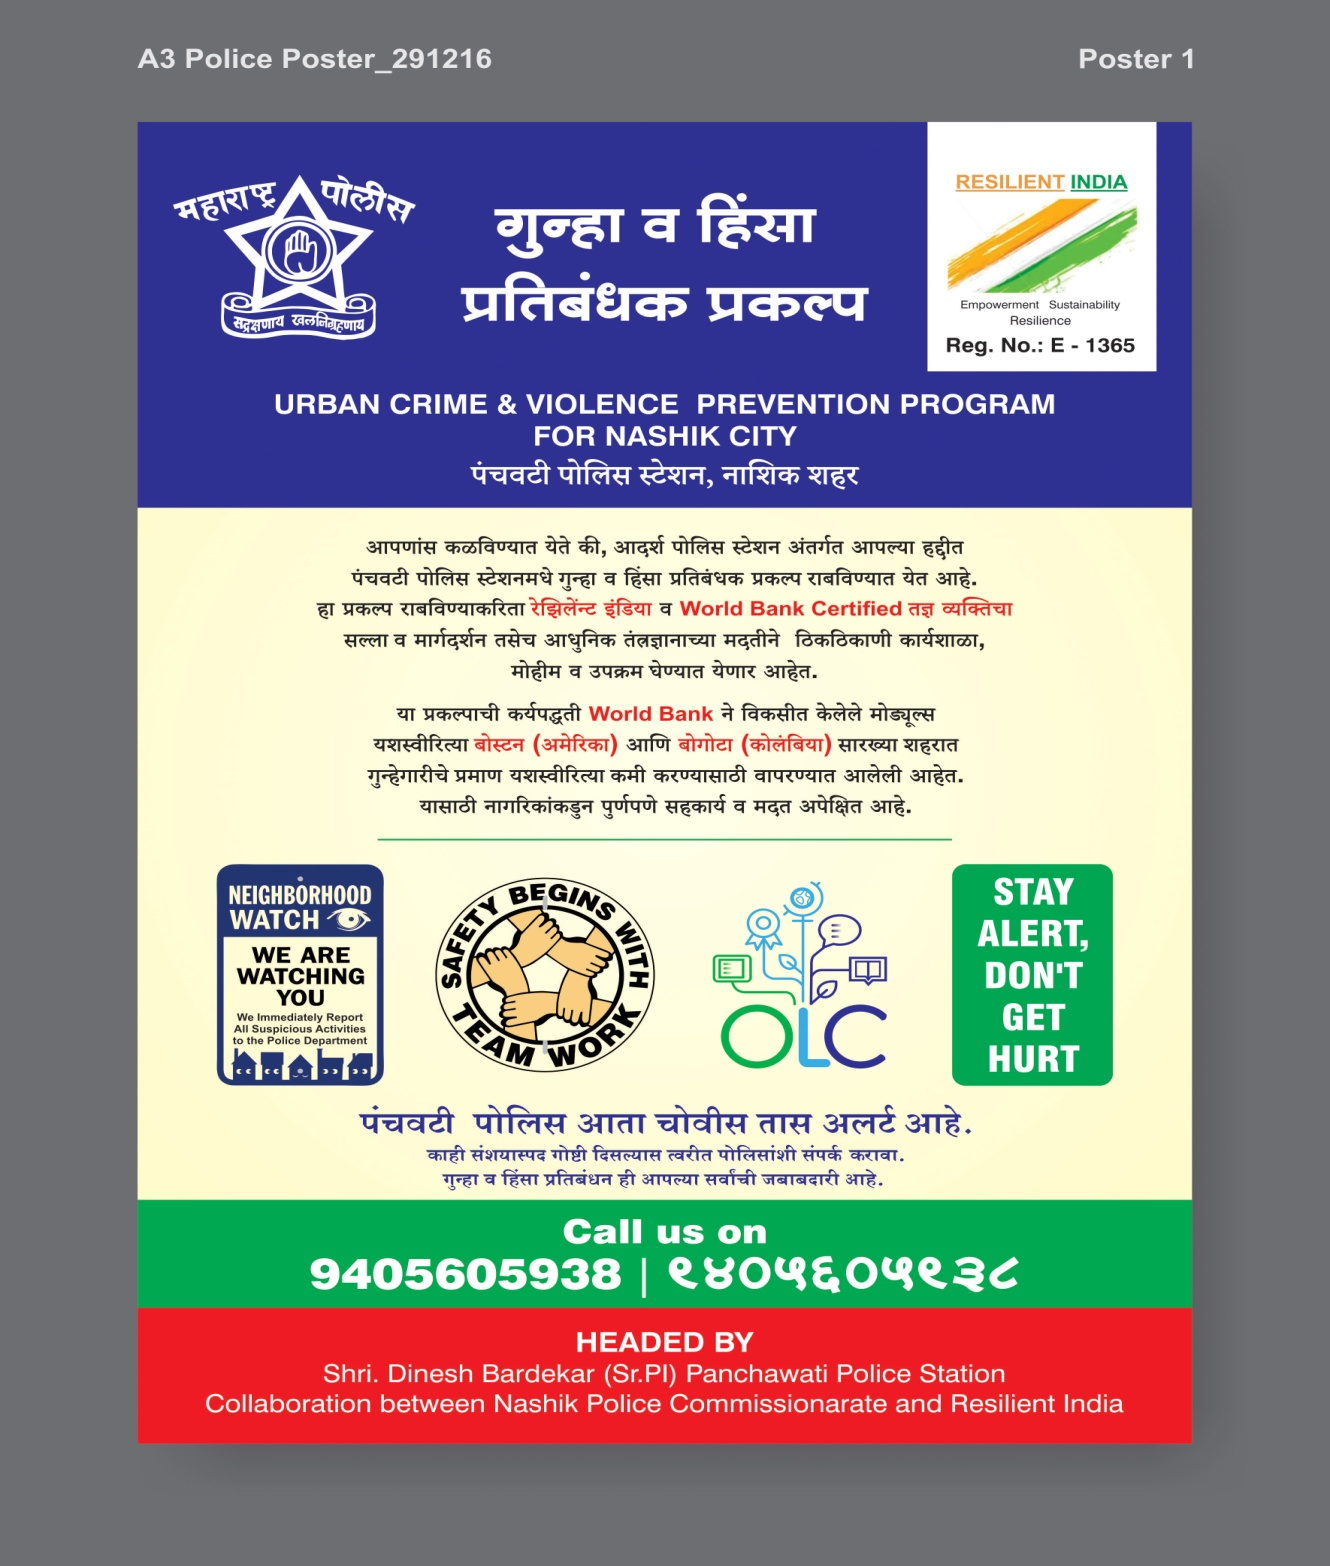 A3 Police Poster_291216
Poster 1
महाराष्ट्र पोलीस
सद्रक्षणाय खलनिग्रहणाय
गुन्हा व हिंसा
प्रतिबंधक प्रकल्प
RESILIENT INDIA
Empowerment Sustainability
Resilience
Reg. No.: E - 1365
URBAN CRIME & VIOLENCE PREVENTION PROGRAM
FOR NASHIK CITY
पंचवटी पोलिस स्टेशन, नाशिक शहर
आपणांस कळविण्यात येते की, आदर्श पोलिस स्टेशन अंतर्गत आपल्या हद्दीत
पंचवटी पोलिस स्टेशनमधे गुन्हा व हिंसा प्रतिबंधक प्रकल्प राबविण्यात येत आहे.
हा प्रकल्प राबविण्याकरिता रेझिलेंन्ट इंडिया व World Bank Certified तज्ञ व्यक्तिचा
सल्ला व मार्गदर्शन तसेच आधुनिक तंत्रज्ञानाच्या मदतीने ठिकठिकाणी कार्यशाळा,
मोहीम व उपक्रम घेण्यात येणार आहेत.
या प्रकल्पाची कर्यपद्धती World Bank ने विकसीत केलेले मोड्यूल्स
यशस्वीरित्या बोस्टन (अमेरिका) आणि बोगोटा (कोलंबिया) सारख्या शहरात
गुन्हेगारीचे प्रमाण यशस्वीरित्या कमी करण्यासाठी वापरण्यात आलेली आहेत.
यासाठी नागरिकांकडुन पुर्णपणे सहकार्य व मदत अपेक्षित आहे.
NEIGHBORHOOD
WATCH
WE ARE
WATCHING
YOU
We Immediately Report
All Suspicious Activities
to the Police Department
SAFETY BEGINS WITH
TEAM WORK
OLC
STAY
ALERT,
DON'T
GET
HURT
पंचवटी पोलिस आता चोवीस तास अलर्ट आहे.
काही संशयास्पद गोष्टी दिसल्यास त्वरीत पोलिसांशी संपर्क करावा.
गुन्हा व हिंसा प्रतिबंधन ही आपल्या सर्वांची जबाबदारी आहे.
Call us on
9405605938 | ९४०५६०५९३८
HEADED BY
Shri. Dinesh Bardekar (Sr.PI) Panchawati Police Station
Collaboration between Nashik Police Commissionarate and Resilient India